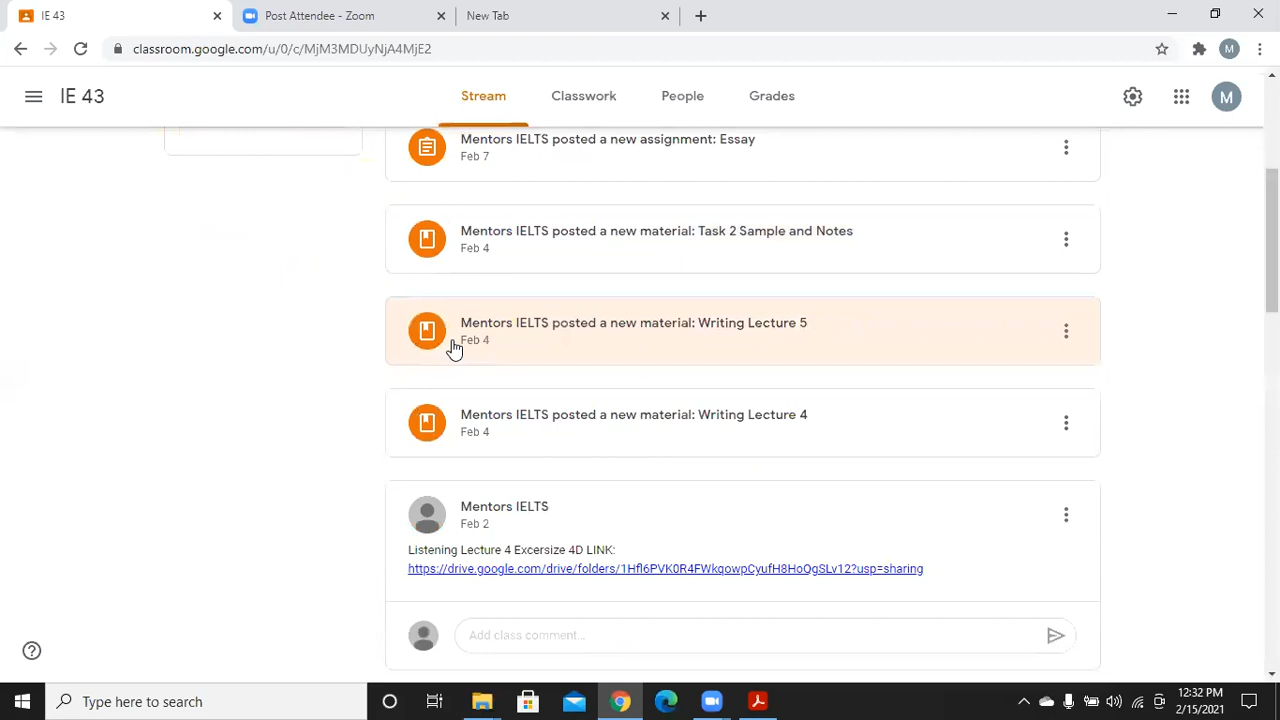 IE 43
Post Attendee - Zoom
New Tab
classroom.google.com/u/0/c/MjM3MDUyNjA4MjE2
M
IE 43
Stream
Classwork
People
Grades
M
Mentors IELTS posted a new assignment: Essay
Feb 7
Mentors IELTS posted a new material: Task 2 Sample and Notes
Feb 4
Mentors IELTS posted a new material: Writing Lecture 5
Feb 4
Mentors IELTS posted a new material: Writing Lecture 4
Feb 4
Mentors IELTS
Feb 2
Listening Lecture 4 Excersize 4D LINK:
https://drive.google.com/drive/folders/1Hfl6PVK0R4FWkqowpCyufH8HoQgSLv12?usp=sharing
Add class comment...
Type here to search
12:32 PM
2/15/2021